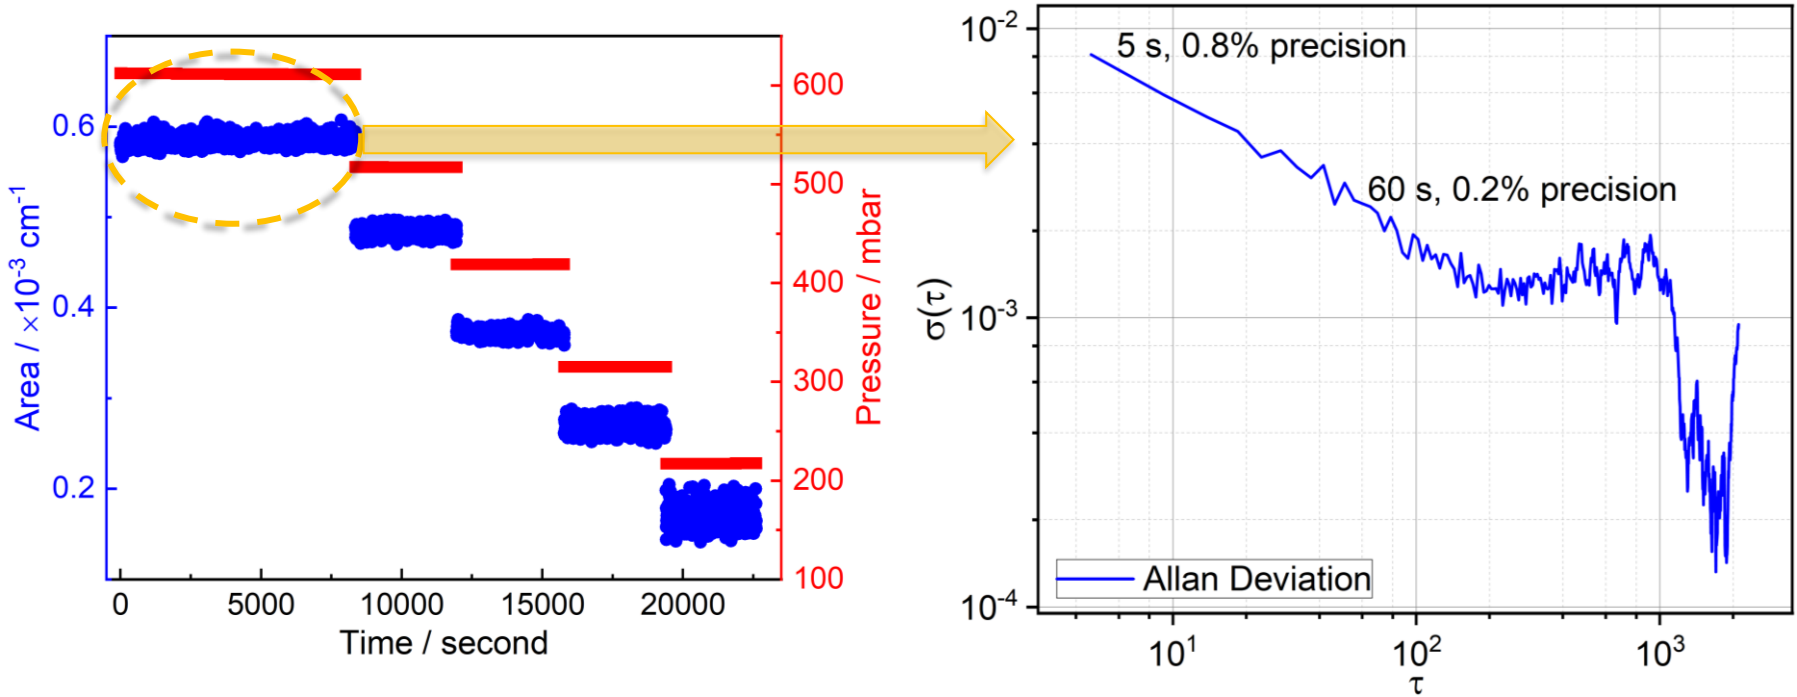 Area / ×10⁻³ cm⁻¹
0.6
0.4
0.2
600
500
400
300
200
100
Pressure / mbar
0 5000 10000 15000 20000
Time / second
σ(τ)
10⁻²
10⁻³
10⁻⁴
5 s, 0.8% precision
60 s, 0.2% precision
Allan Deviation
10¹ 10² 10³
τ